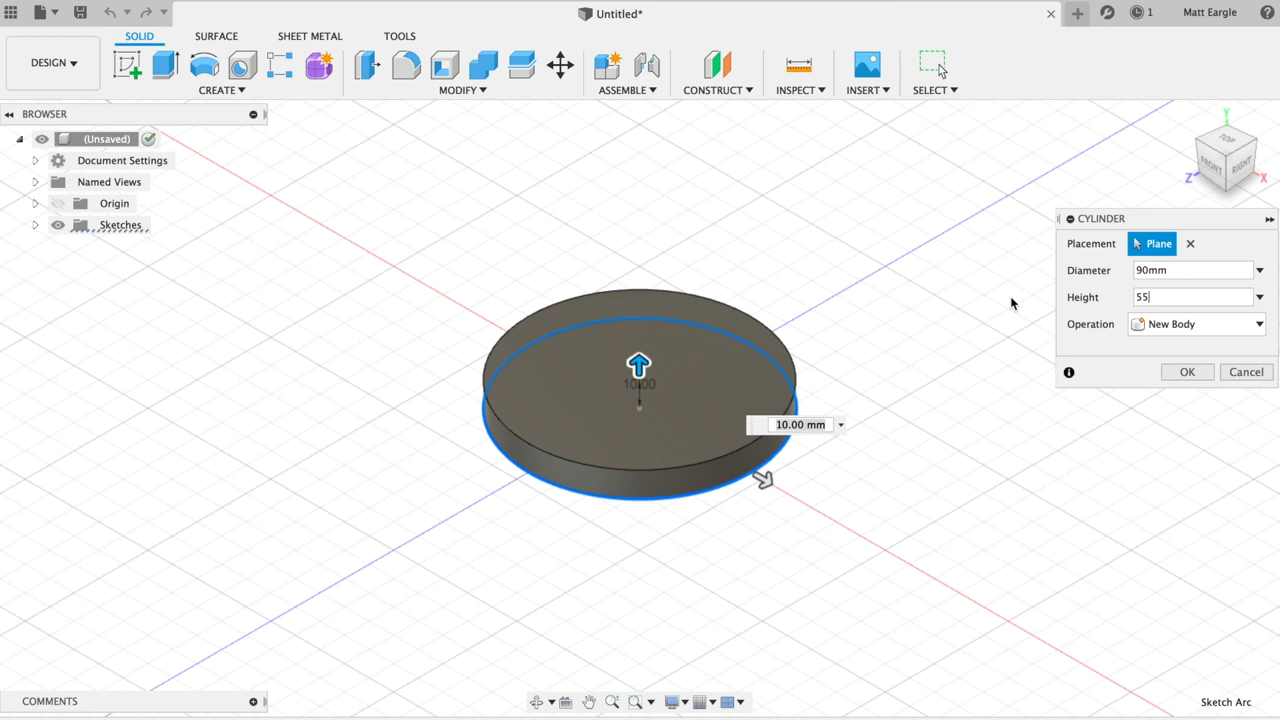 Untitled*
1
Matt Eargle
SOLID
SURFACE
SHEET METAL
TOOLS
DESIGN
CREATE
MODIFY
ASSEMBLE
CONSTRUCT
INSPECT
INSERT
SELECT
BROWSER
(Unsaved)
Document Settings
Named Views
Origin
Sketches
Y
TOP
FRONT
RIGHT
Z
X
CYLINDER
Placement
Plane
Diameter
90mm
Height
55
Operation
New Body
OK
Cancel
10.00
10.00 mm
COMMENTS
Sketch Arc